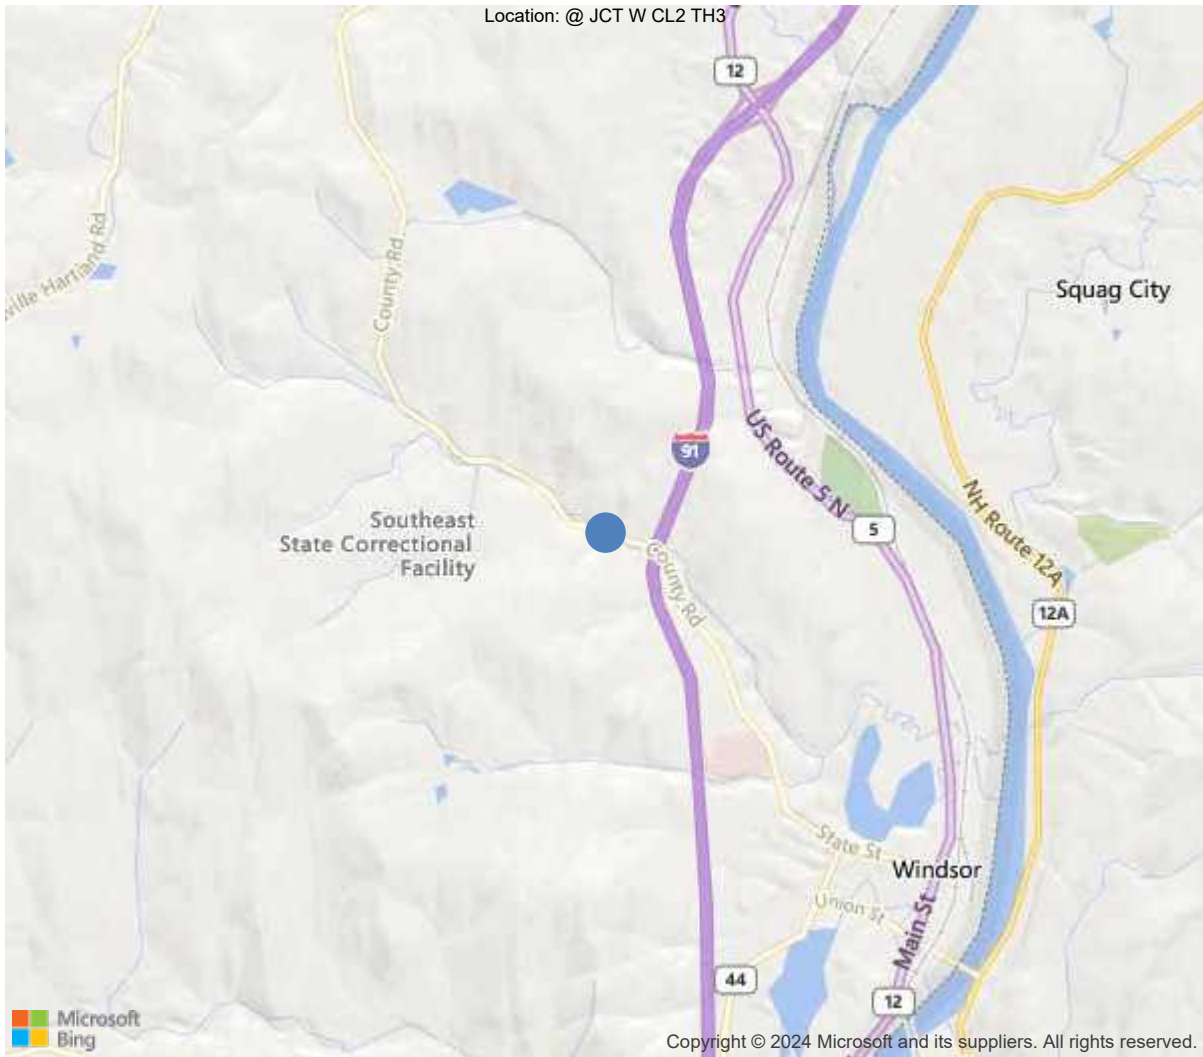 Location: @ JCT W CL2 TH3
12
County Rd
ville Hartland Rd
Squag City
91
US Route 5 N
5
NH Route 12A
12A
Southeast
State Correctional
Facility
County Rd
State St
Windsor
Union St
Main St
44
12
Microsoft
Bing
Copyright © 2024 Microsoft and its suppliers. All rights reserved.